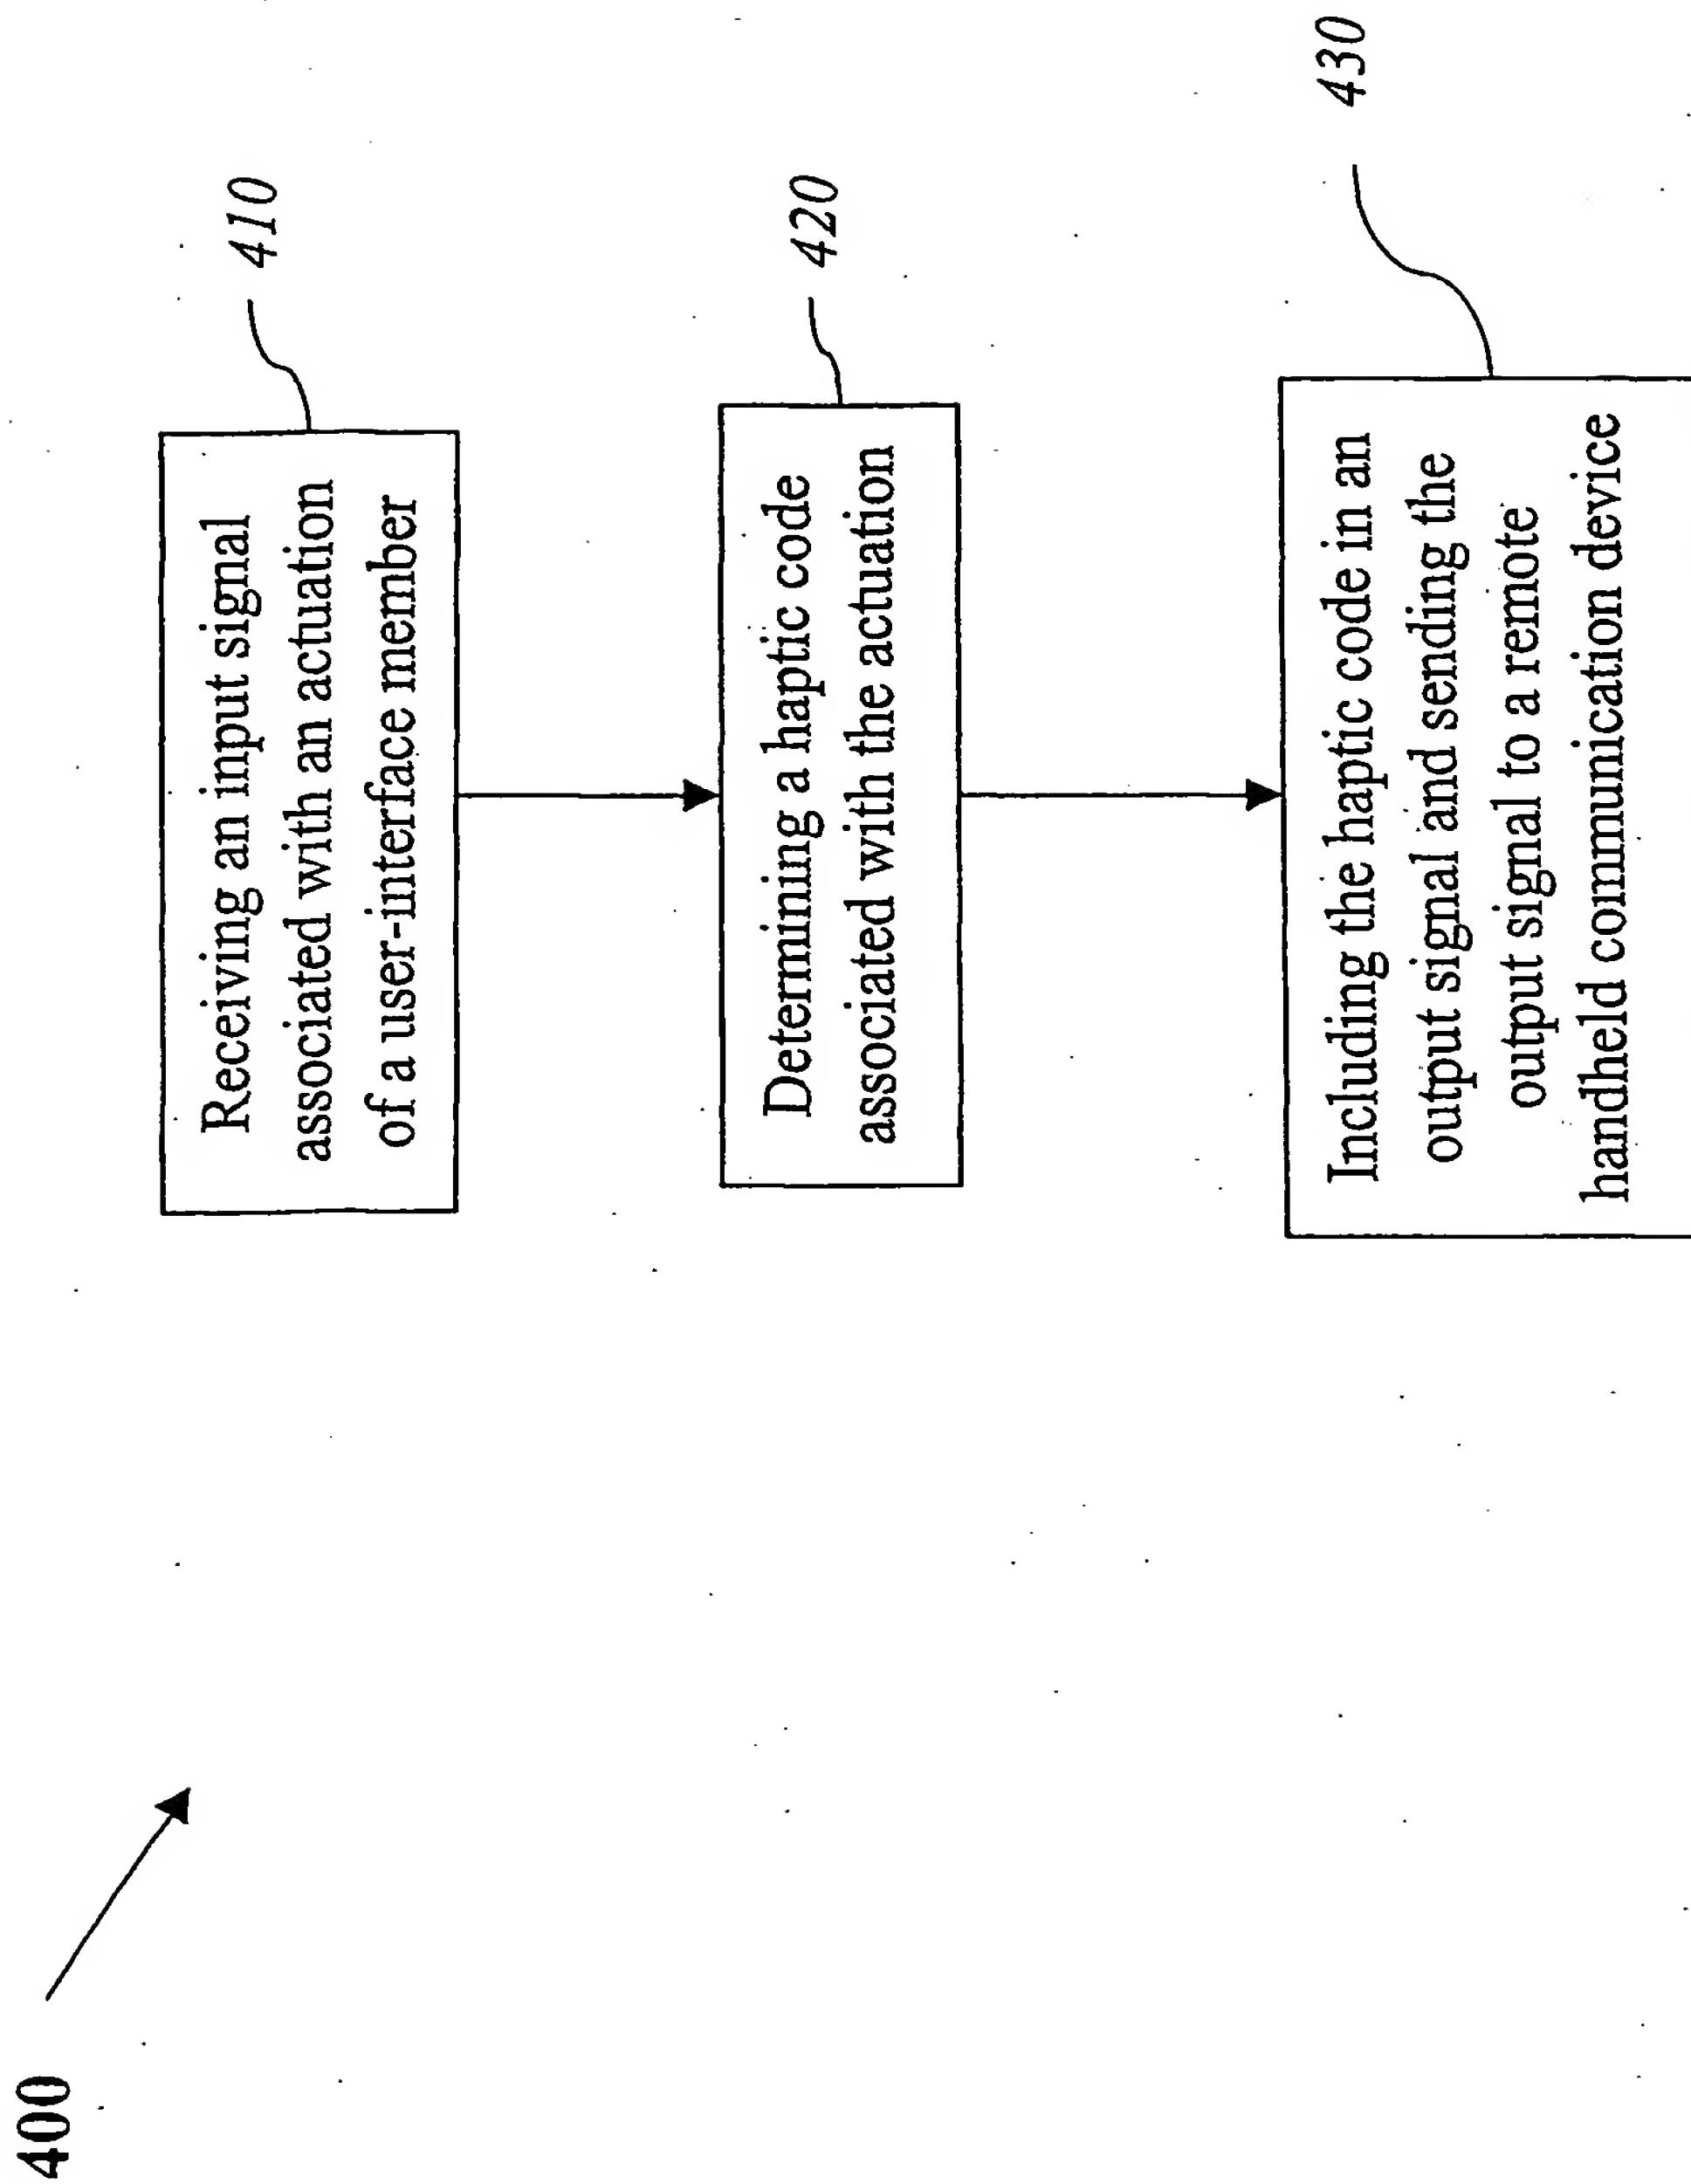 400
Receiving an input signal
associated with an actuation
of a user-interface member
410
Determining a haptic code
associated with the actuation
420
Including the haptic code in an
output signal and sending the
output signal to a remote
handheld communication device
430